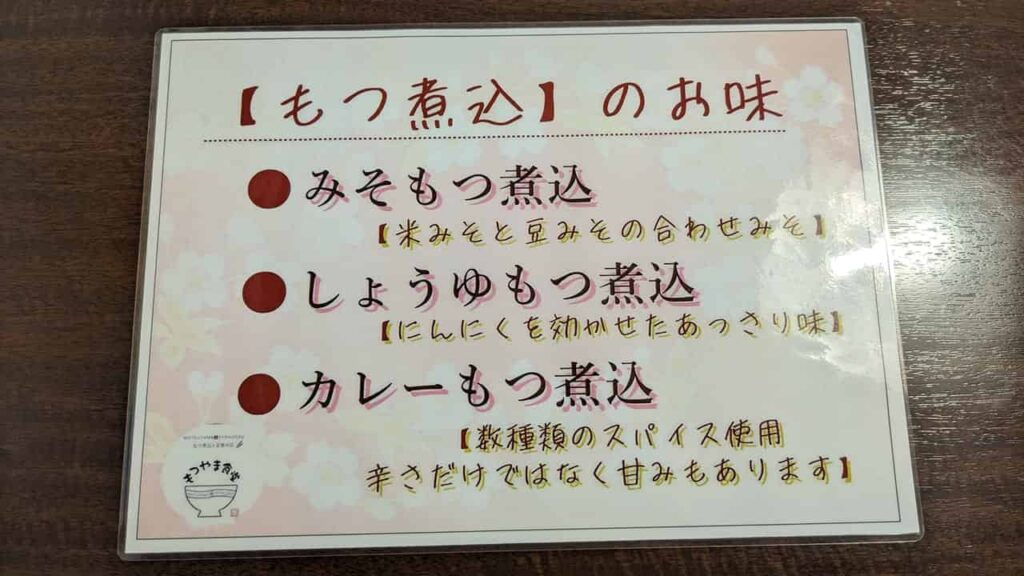 【もつ煮込】のお味
●みそもつ煮込
【米みそと豆みその合わせみそ】
●しょうゆもつ煮込
【にんにくを効かせたあっさり味】
●カレーもつ煮込
【数種類のスパイス使用
辛さだけではなく甘みもあります】